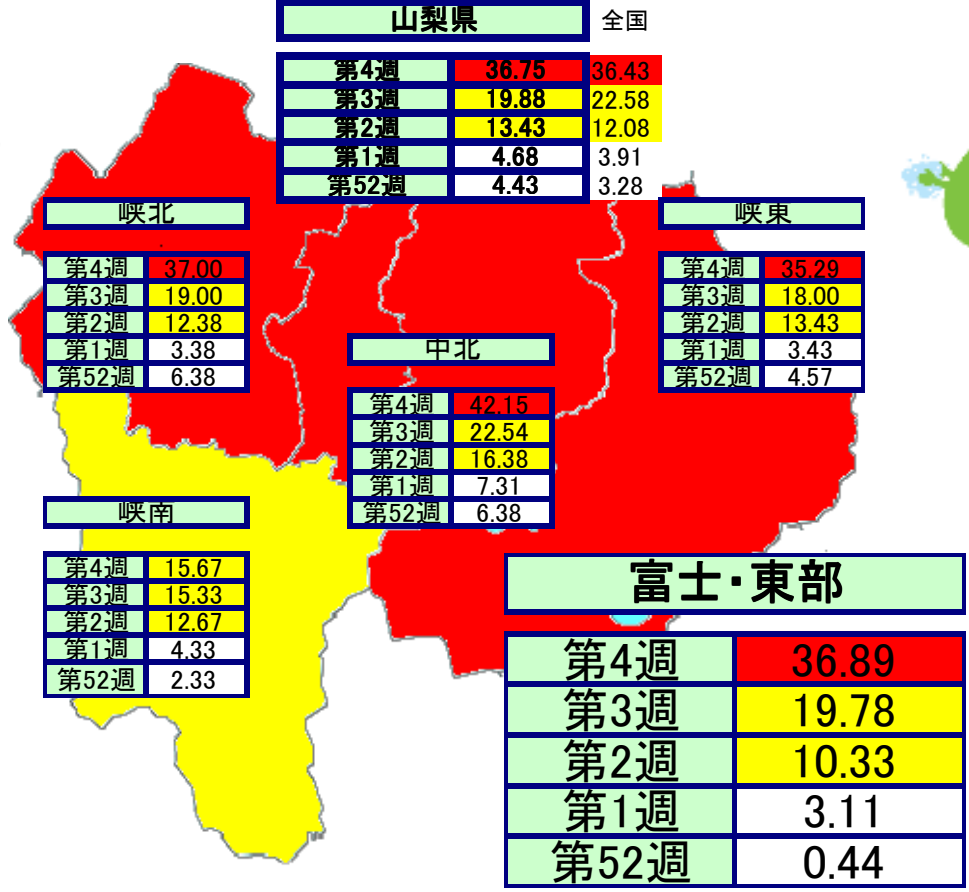 山梨県 全国
第4週 36.75 36.43
第3週 19.88 22.58
第2週 13.43 12.08
第1週 4.68 3.91
第52週 4.43 3.28
峡北
第4週 37.00
第3週 19.00
第2週 12.38
第1週 3.38
第52週 6.38
峡東
第4週 35.29
第3週 18.00
第2週 13.43
第1週 3.43
第52週 4.57
中北
第4週 42.15
第3週 22.54
第2週 16.38
第1週 7.31
第52週 6.38
峡南
第4週 15.67
第3週 15.33
第2週 12.67
第1週 4.33
第52週 2.33
富士・東部
第4週 36.89
第3週 19.78
第2週 10.33
第1週 3.11
第52週 0.44